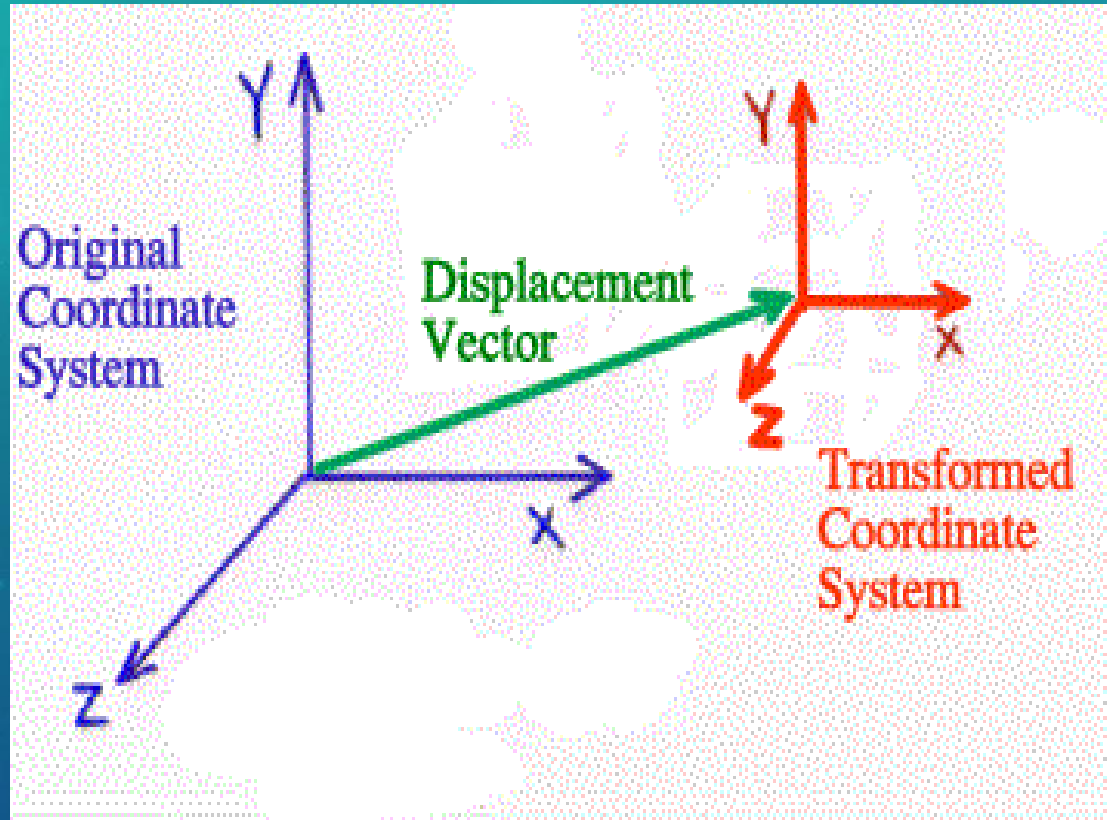 Y
Y
Original
Coordinate
System
Displacement
Vector
X
Z
X
Transformed
Coordinate
System
Z